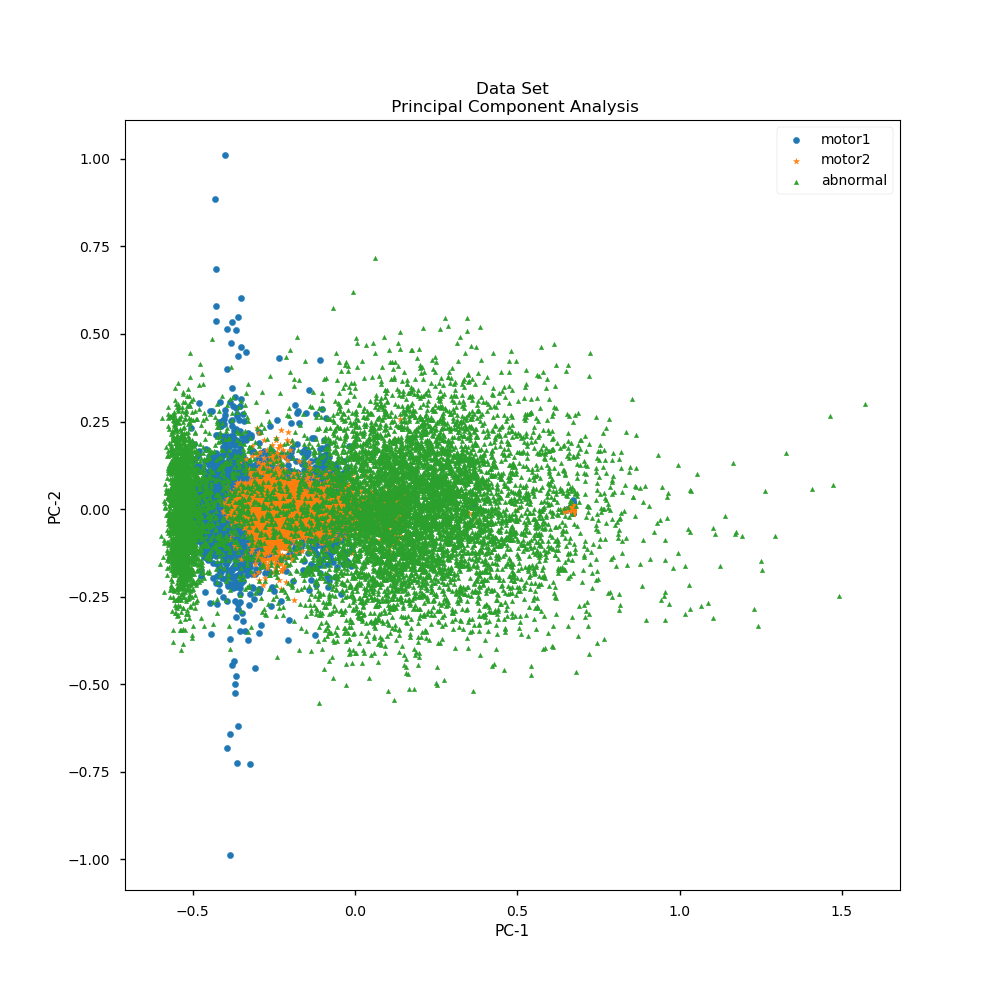 Data Set
Principal Component Analysis
motor1
motor2
abnormal
1.00
0.75
0.50
0.25
0.00
−0.25
−0.50
−0.75
−1.00
PC-2
−0.5
0.0
0.5
1.0
1.5
PC-1